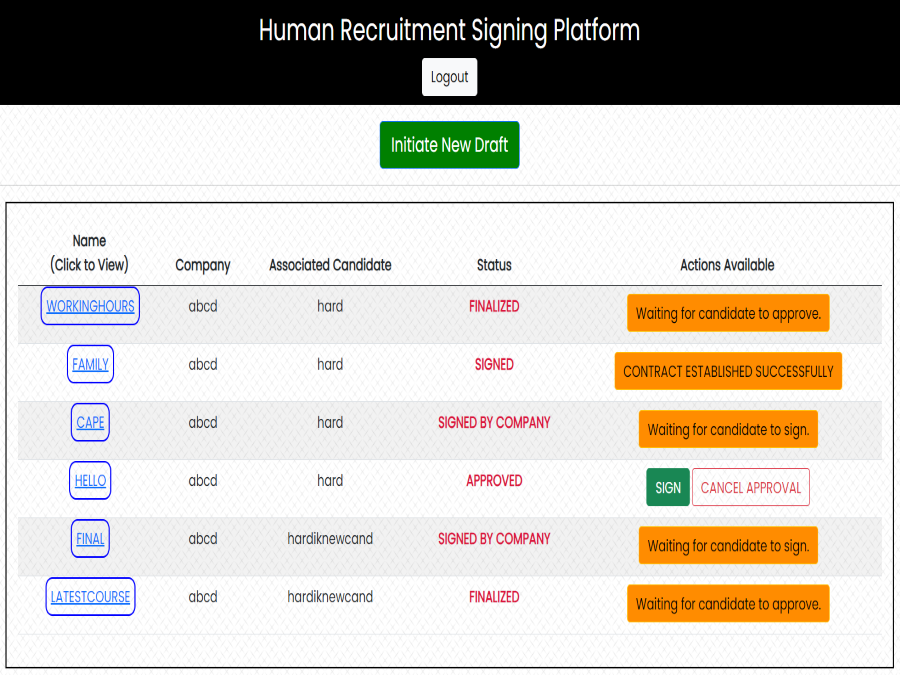 Human Recruitment Signing Platform
Logout
Initiate New Draft
Name
(Click to View) Company Associated Candidate Status Actions Available
WORKINGHOURS abcd hard FINALIZED Waiting for candidate to approve.
FAMILY abcd hard SIGNED CONTRACT ESTABLISHED SUCCESSFULLY
CAPE abcd hard SIGNED BY COMPANY Waiting for candidate to sign.
HELLO abcd hard APPROVED SIGN CANCEL APPROVAL
FINAL abcd hardiknewcand SIGNED BY COMPANY Waiting for candidate to sign.
LATESTCOURSE abcd hardiknewcand FINALIZED Waiting for candidate to approve.